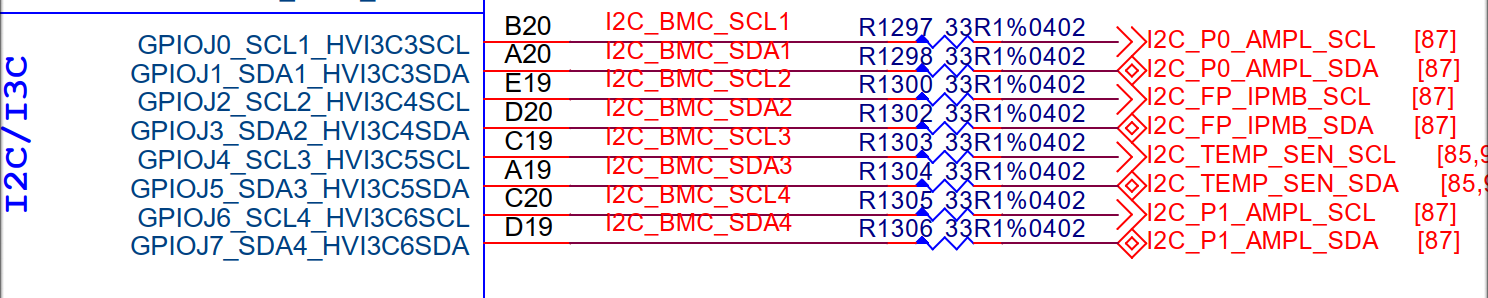 I2C/I3C
GPIOJ0_SCL1_HVI3C3SCL B20 I2C_BMC_SCL1 R1297 33R1%0402 I2C_P0_AMPL_SCL [87]
GPIOJ1_SDA1_HVI3C3SDA A20 I2C_BMC_SDA1 R1298 33R1%0402 I2C_P0_AMPL_SDA [87]
GPIOJ2_SCL2_HVI3C4SCL E19 I2C_BMC_SCL2 R1300 33R1%0402 I2C_FP_IPMB_SCL [87]
GPIOJ3_SDA2_HVI3C4SDA D20 I2C_BMC_SDA2 R1302 33R1%0402 I2C_FP_IPMB_SDA [87]
GPIOJ4_SCL3_HVI3C5SCL C19 I2C_BMC_SCL3 R1303 33R1%0402 I2C_TEMP_SEN_SCL [85,9
GPIOJ5_SDA3_HVI3C5SDA A19 I2C_BMC_SDA3 R1304 33R1%0402 I2C_TEMP_SEN_SDA [85,9
GPIOJ6_SCL4_HVI3C6SCL C20 I2C_BMC_SCL4 R1305 33R1%0402 I2C_P1_AMPL_SCL [87]
GPIOJ7_SDA4_HVI3C6SDA D19 I2C_BMC_SDA4 R1306 33R1%0402 I2C_P1_AMPL_SDA [87]